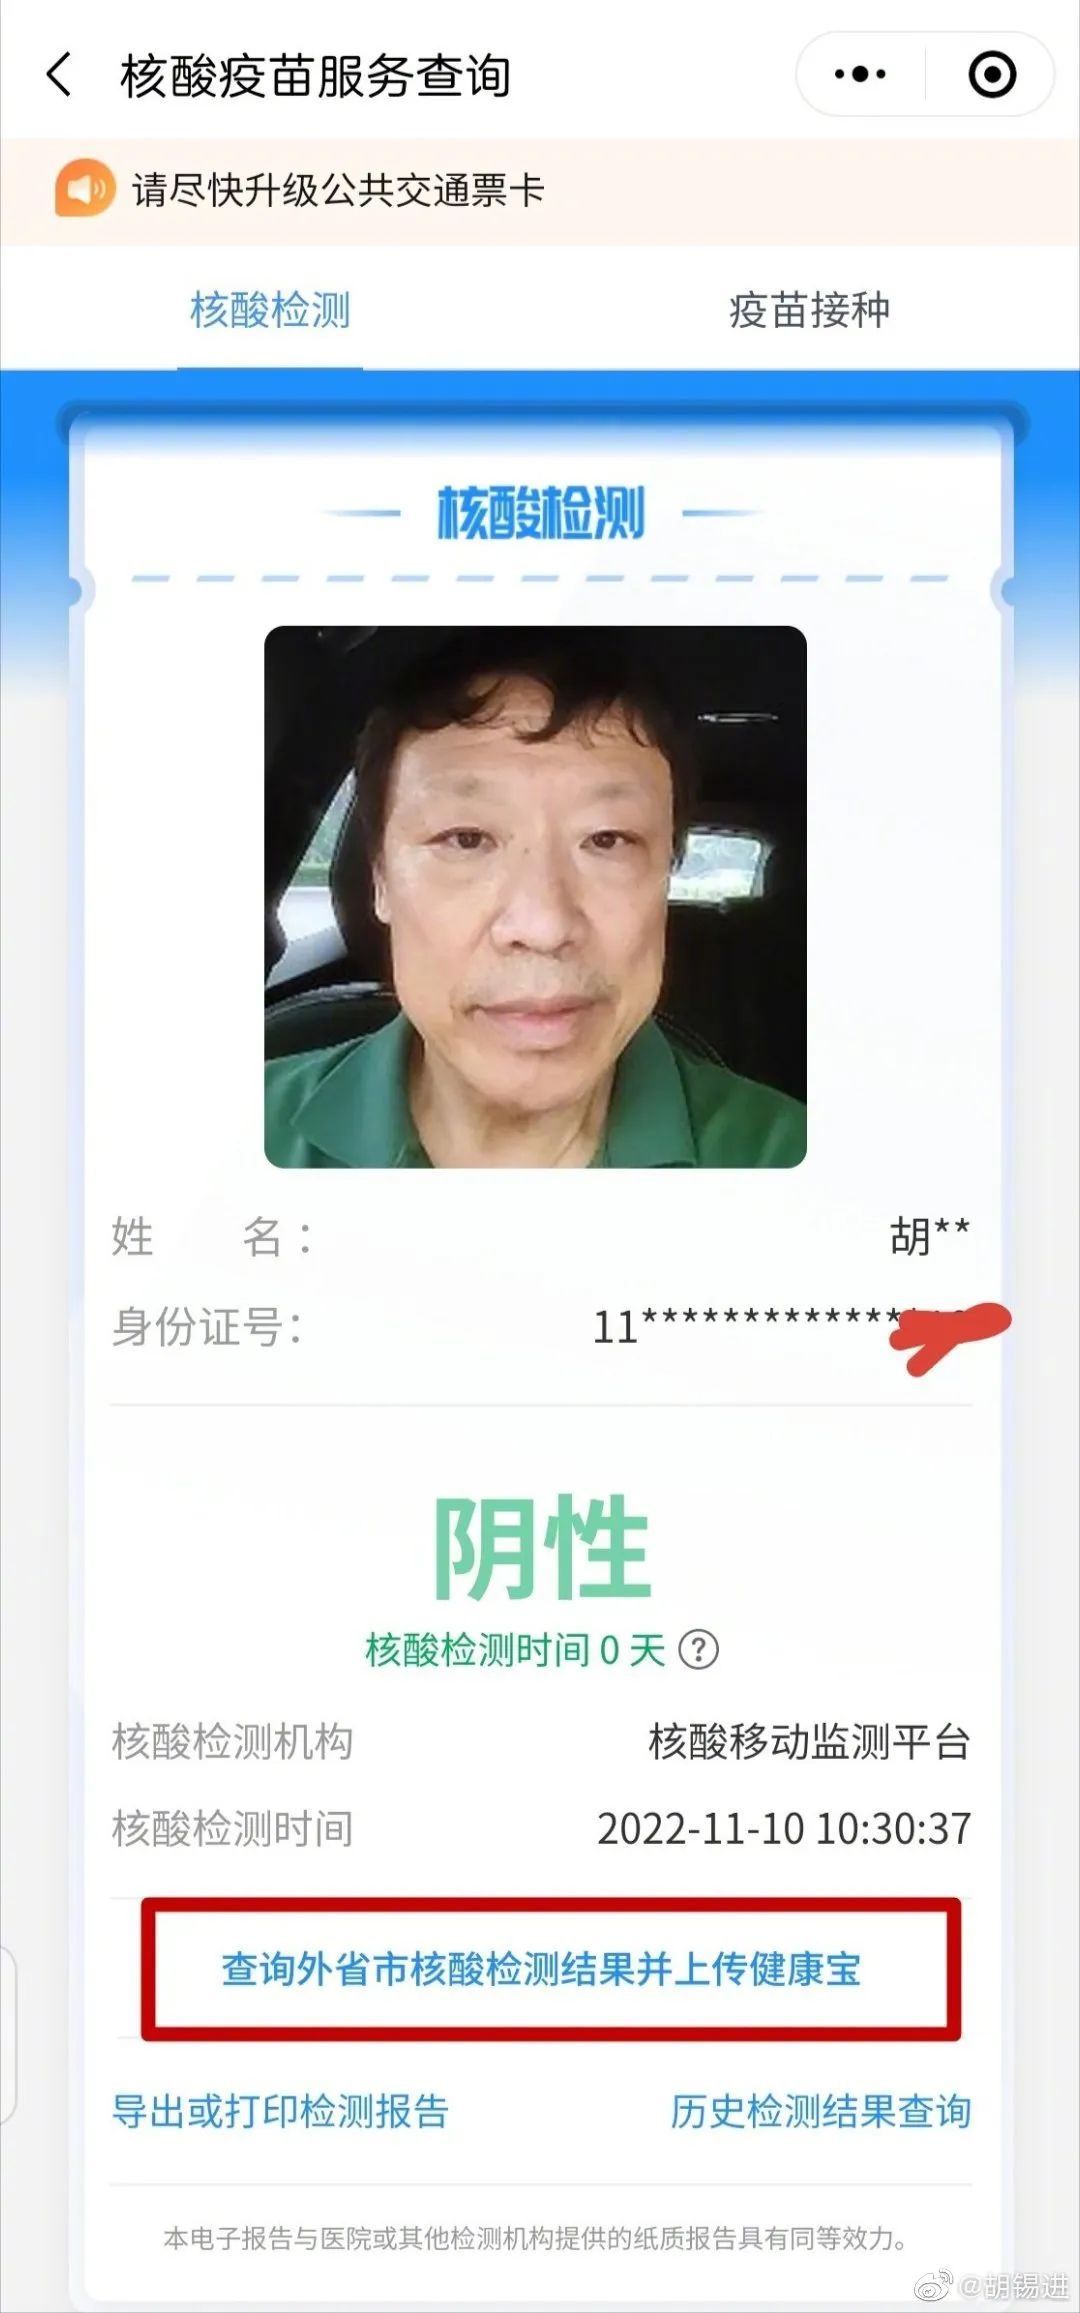 核酸疫苗服务查询
请尽快升级公共交通票卡
核酸检测 疫苗接种
核酸检测
姓 名： 胡**
身份证号： 11*************
阴性
核酸检测时间 0 天 ?
核酸检测机构 核酸移动监测平台
核酸检测时间 2022-11-10 10:30:37
查询外省市核酸检测结果并上传健康宝
导出或打印检测报告 历史检测结果查询
本电子报告与医院或其他检测机构提供的纸质报告具有同等效力。
@胡锡进